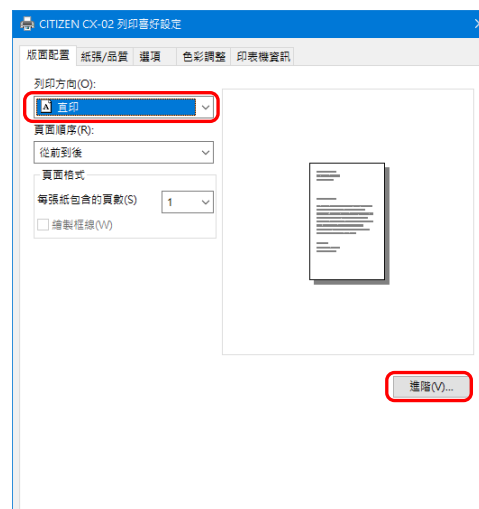 CITIZEN CX-02 列印喜好設定
版面配置 紙張/品質 選項 色彩調整 印表機資訊
列印方向(O):
A 直印
頁面順序(R):
從前到後
頁面格式
每張紙包含的頁數(S) 1
繪製框線(W)
進階(V)...